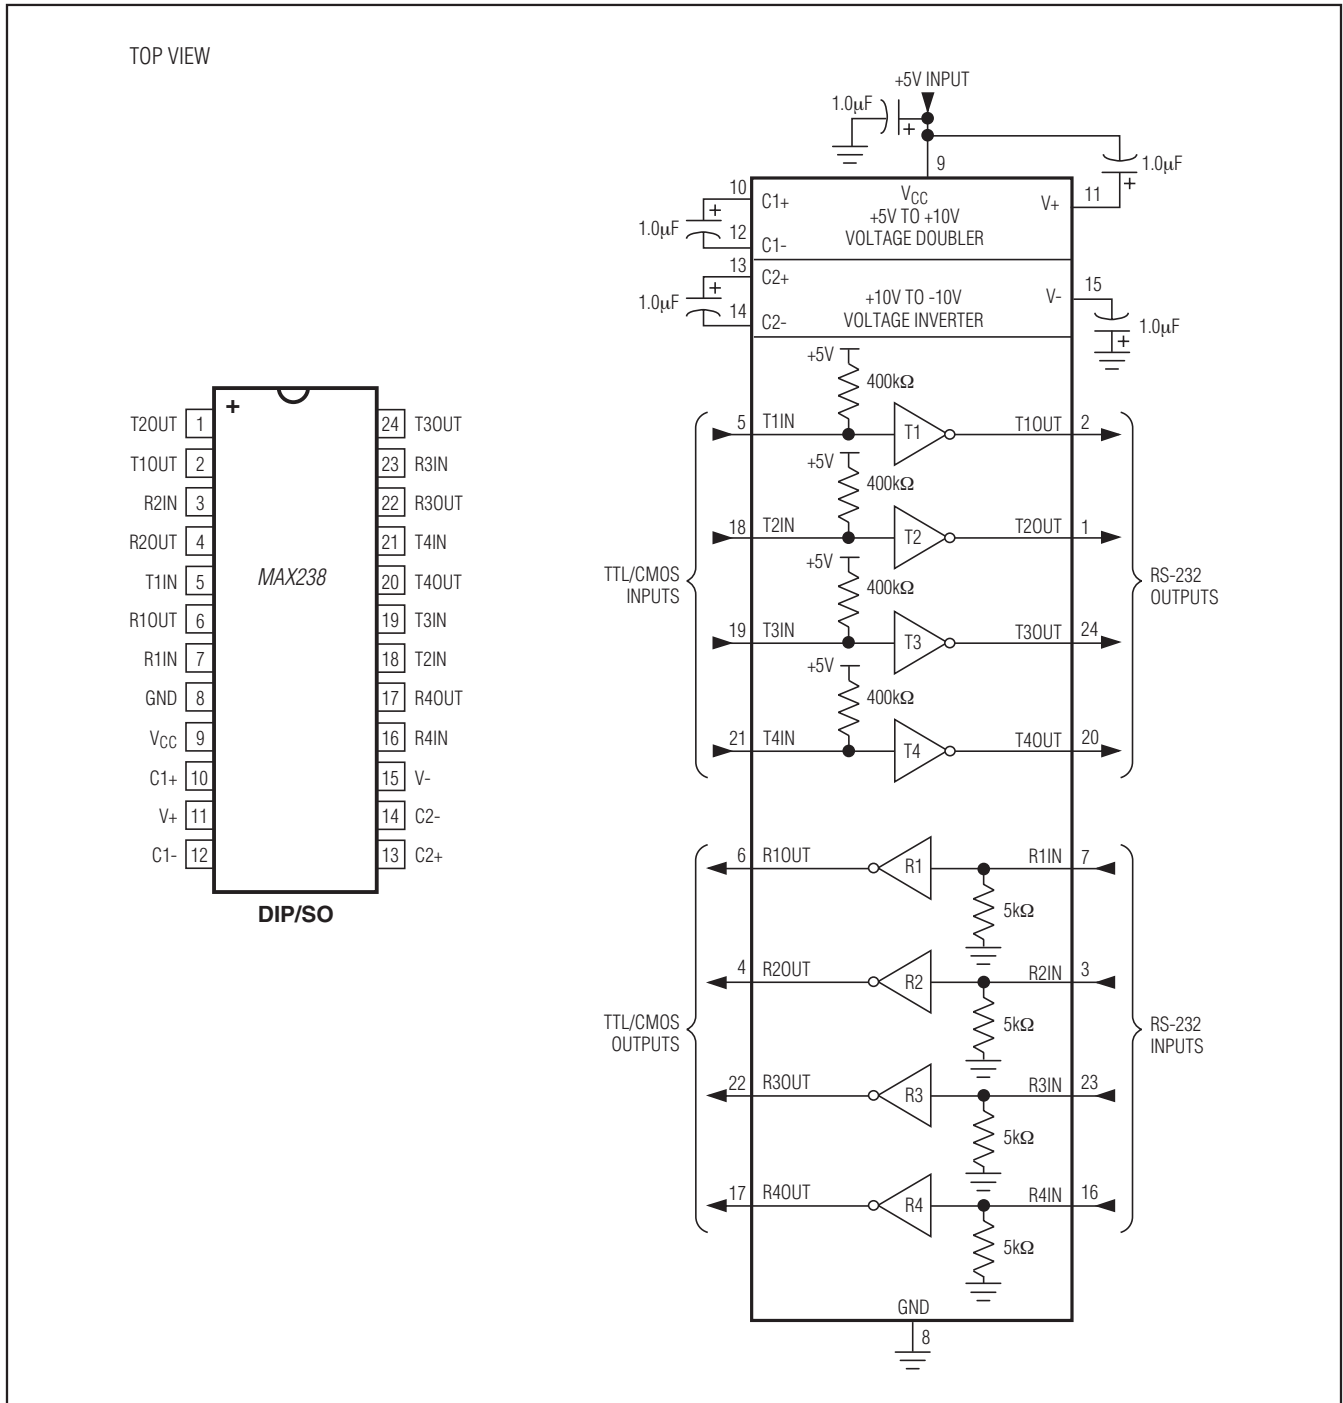 TOP VIEW
+
MAX238
T2OUT 1
T1OUT 2
R2IN 3
R2OUT 4
T1IN 5
R1OUT 6
R1IN 7
GND 8
VCC 9
C1+ 10
V+ 11
C1- 12
24 T3OUT
23 R3IN
22 R3OUT
21 T4IN
20 T4OUT
19 T3IN
18 T2IN
17 R4OUT
16 R4IN
15 V-
14 C2-
13 C2+
DIP/SO
+5V INPUT
1.0µF
+
9
1.0µF
+
10 C1+
VCC
+5V TO +10V
VOLTAGE DOUBLER
V+ 11
1.0µF
+
12 C1-
13 C2+
1.0µF
+
14 C2-
+10V TO -10V
VOLTAGE INVERTER
V- 15
1.0µF
+
+5V
400kΩ
5 T1IN T1 T1OUT 2
+5V
400kΩ
18 T2IN T2 T2OUT 1
+5V
400kΩ
TTL/CMOS
INPUTS
RS-232
OUTPUTS
19 T3IN T3 T3OUT 24
+5V
400kΩ
21 T4IN T4 T4OUT 20
6 R1OUT R1 R1IN 7
5kΩ
4 R2OUT R2 R2IN 3
5kΩ
TTL/CMOS
OUTPUTS
RS-232
INPUTS
22 R3OUT R3 R3IN 23
5kΩ
17 R4OUT R4 R4IN 16
5kΩ
GND
8